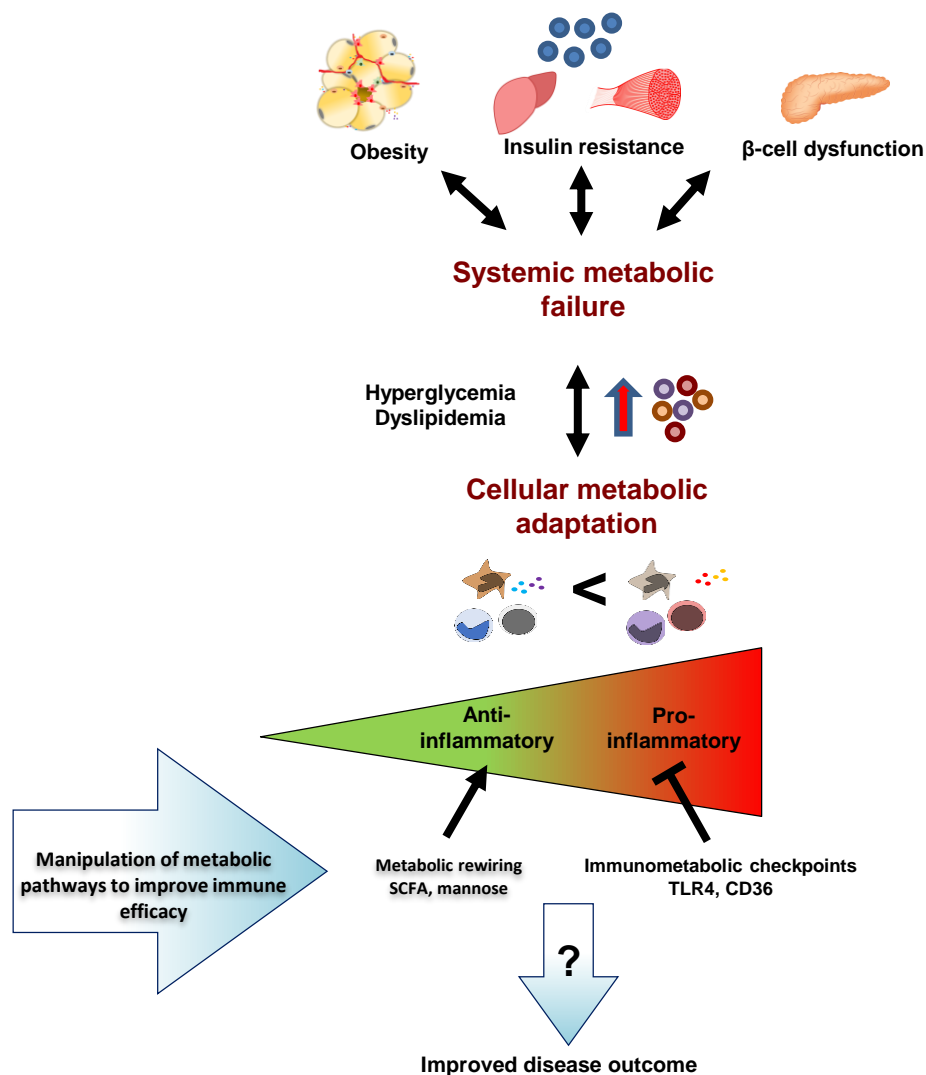 Obesity
Insulin resistance
β-cell dysfunction
Systemic metabolic
failure
Hyperglycemia
Dyslipidemia
Cellular metabolic
adaptation
<
Anti-
inflammatory
Pro-
inflammatory
Manipulation of metabolic
pathways to improve immune
efficacy
Metabolic rewiring
SCFA, mannose
Immunometabolic checkpoints
TLR4, CD36
?
Improved disease outcome